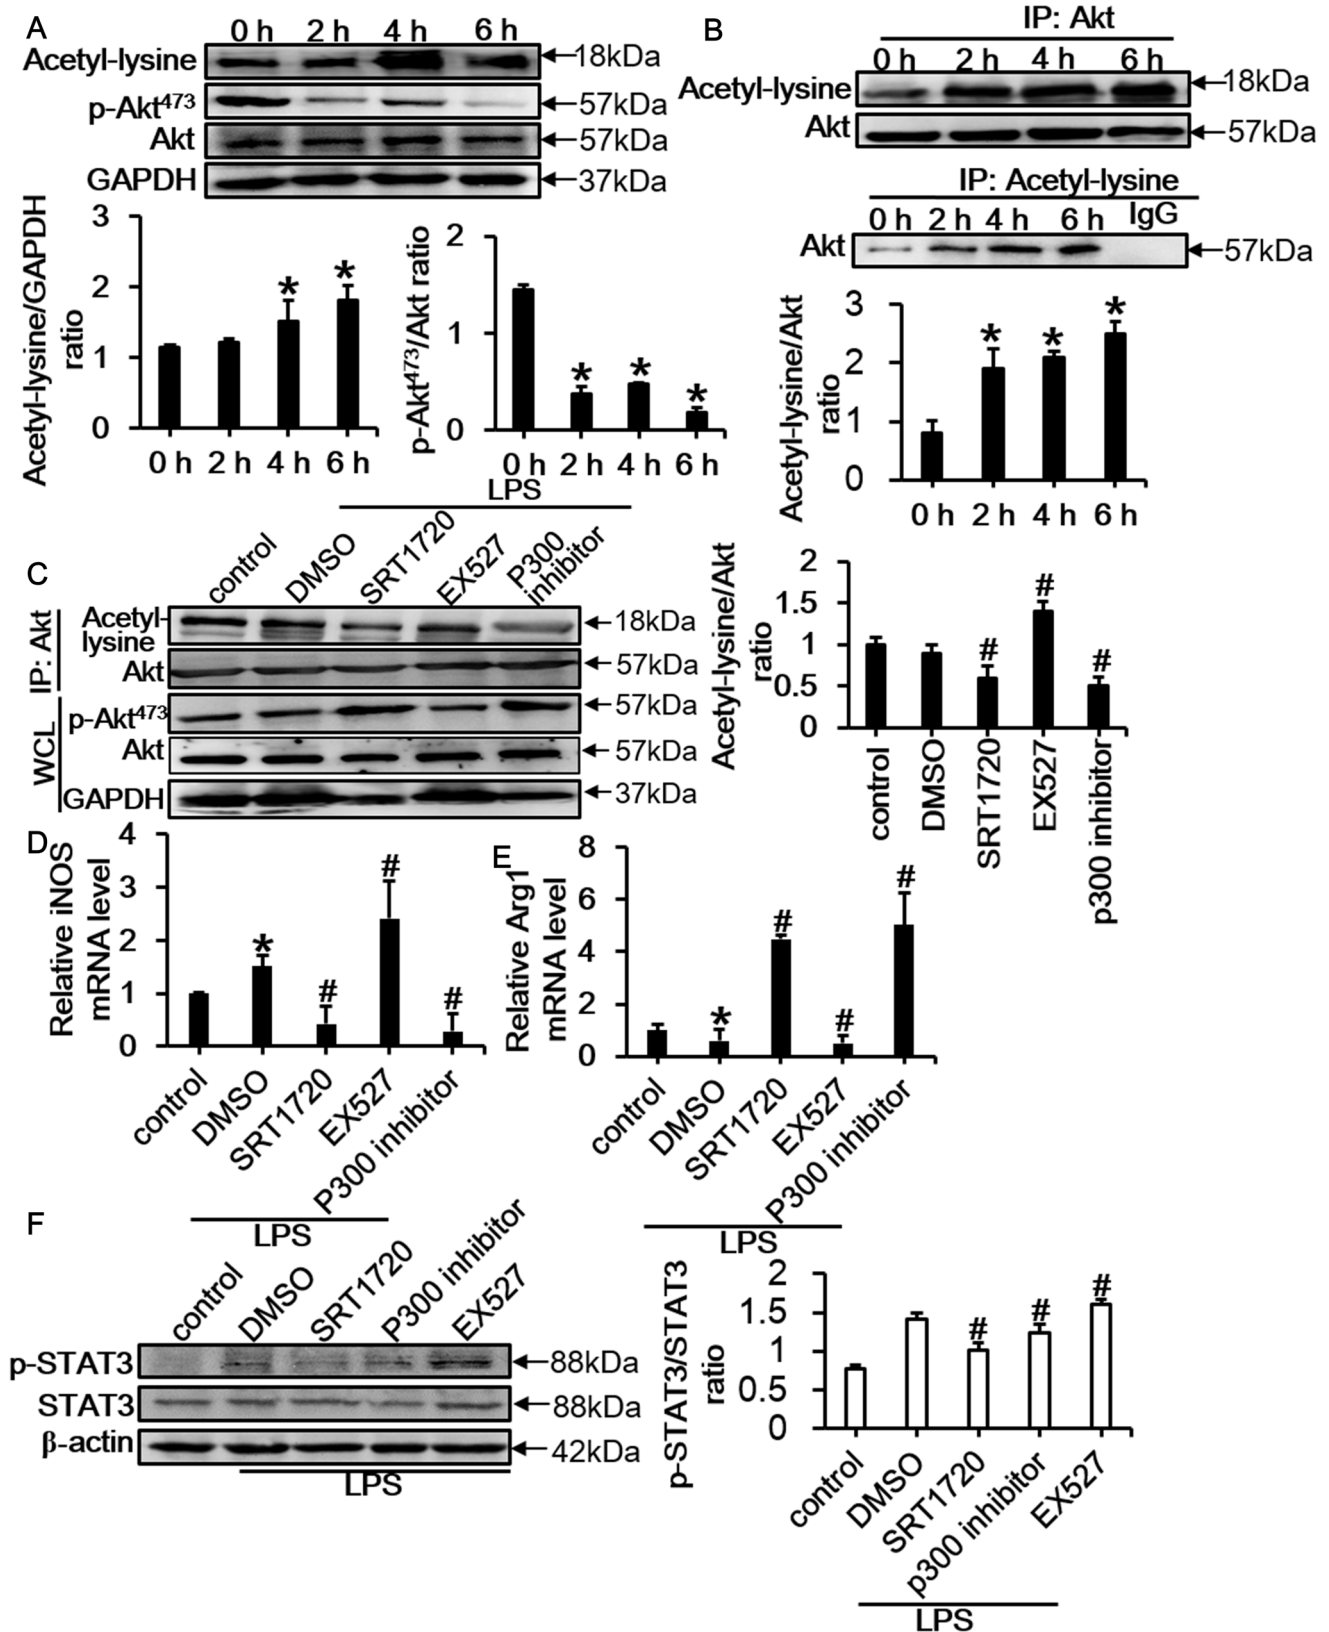 A
0 h 2 h 4 h 6 h
Acetyl-lysine 18kDa
p-Akt473 57kDa
Akt 57kDa
GAPDH 37kDa
Acetyl-lysine/GAPDH
ratio
3
2
1
0
* *
0 h 2 h 4 h 6 h
p-Akt473/Akt ratio
2
1
0
* * *
0 h 2 h 4 h 6 h
B
IP: Akt
0 h 2 h 4 h 6 h
Acetyl-lysine 18kDa
Akt 57kDa
IP: Acetyl-lysine
0 h 2 h 4 h 6 h IgG
Akt 57kDa
Acetyl-lysine/Akt
ratio
3
2
1
0
* * *
0 h 2 h 4 h 6 h
C
LPS
control DMSO SRT1720 EX527 P300
inhibitor
IP: Akt
Acetyl-
lysine 18kDa
Akt 57kDa
WCL
p-Akt473 57kDa
Akt 57kDa
GAPDH 37kDa
Acetyl-lysine/Akt
ratio
2
1.5
1
0.5
0
# # #
control DMSO SRT1720 EX527 p300 inhibitor
D
Relative iNOS
mRNA level
4
3
2
1
0
* # # #
control DMSO SRT1720 EX527 P300 inhibitor
LPS
E
Relative Arg1
mRNA level
8
6
4
2
0
* # # #
control DMSO SRT1720 EX527 P300 inhibitor
LPS
F
control DMSO SRT1720 P300 inhibitor EX527
p-STAT3 88kDa
STAT3 88kDa
β-actin 42kDa
LPS
p-STAT3/STAT3
ratio
2
1.5
1
0.5
0
# # #
control DMSO SRT1720 p300 inhibitor EX527
LPS